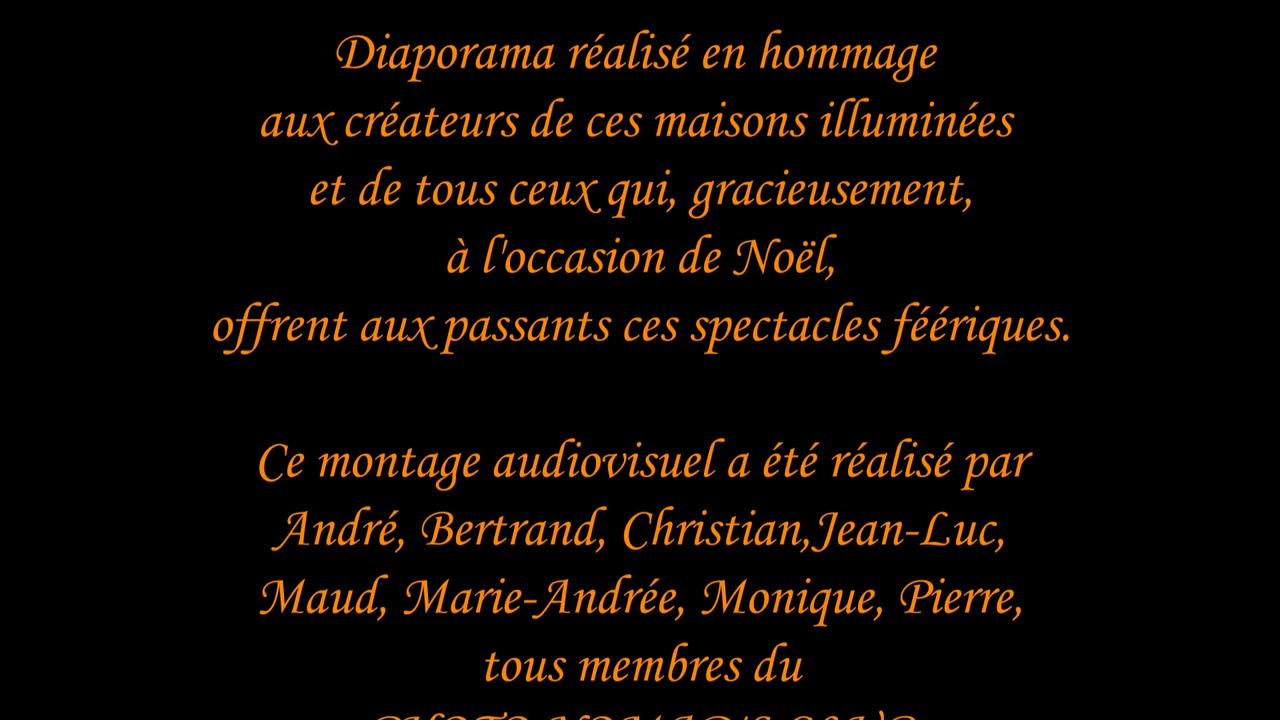 Diaporama réalisé en hommage
aux créateurs de ces maisons illuminées
et de tous ceux qui, gracieusement,
à l'occasion de Noël,
offrent aux passants ces spectacles féériques.
Ce montage audiovisuel a été réalisé par
André, Bertrand, Christian,Jean-Luc,
Maud, Marie-Andrée, Monique, Pierre,
tous membres du